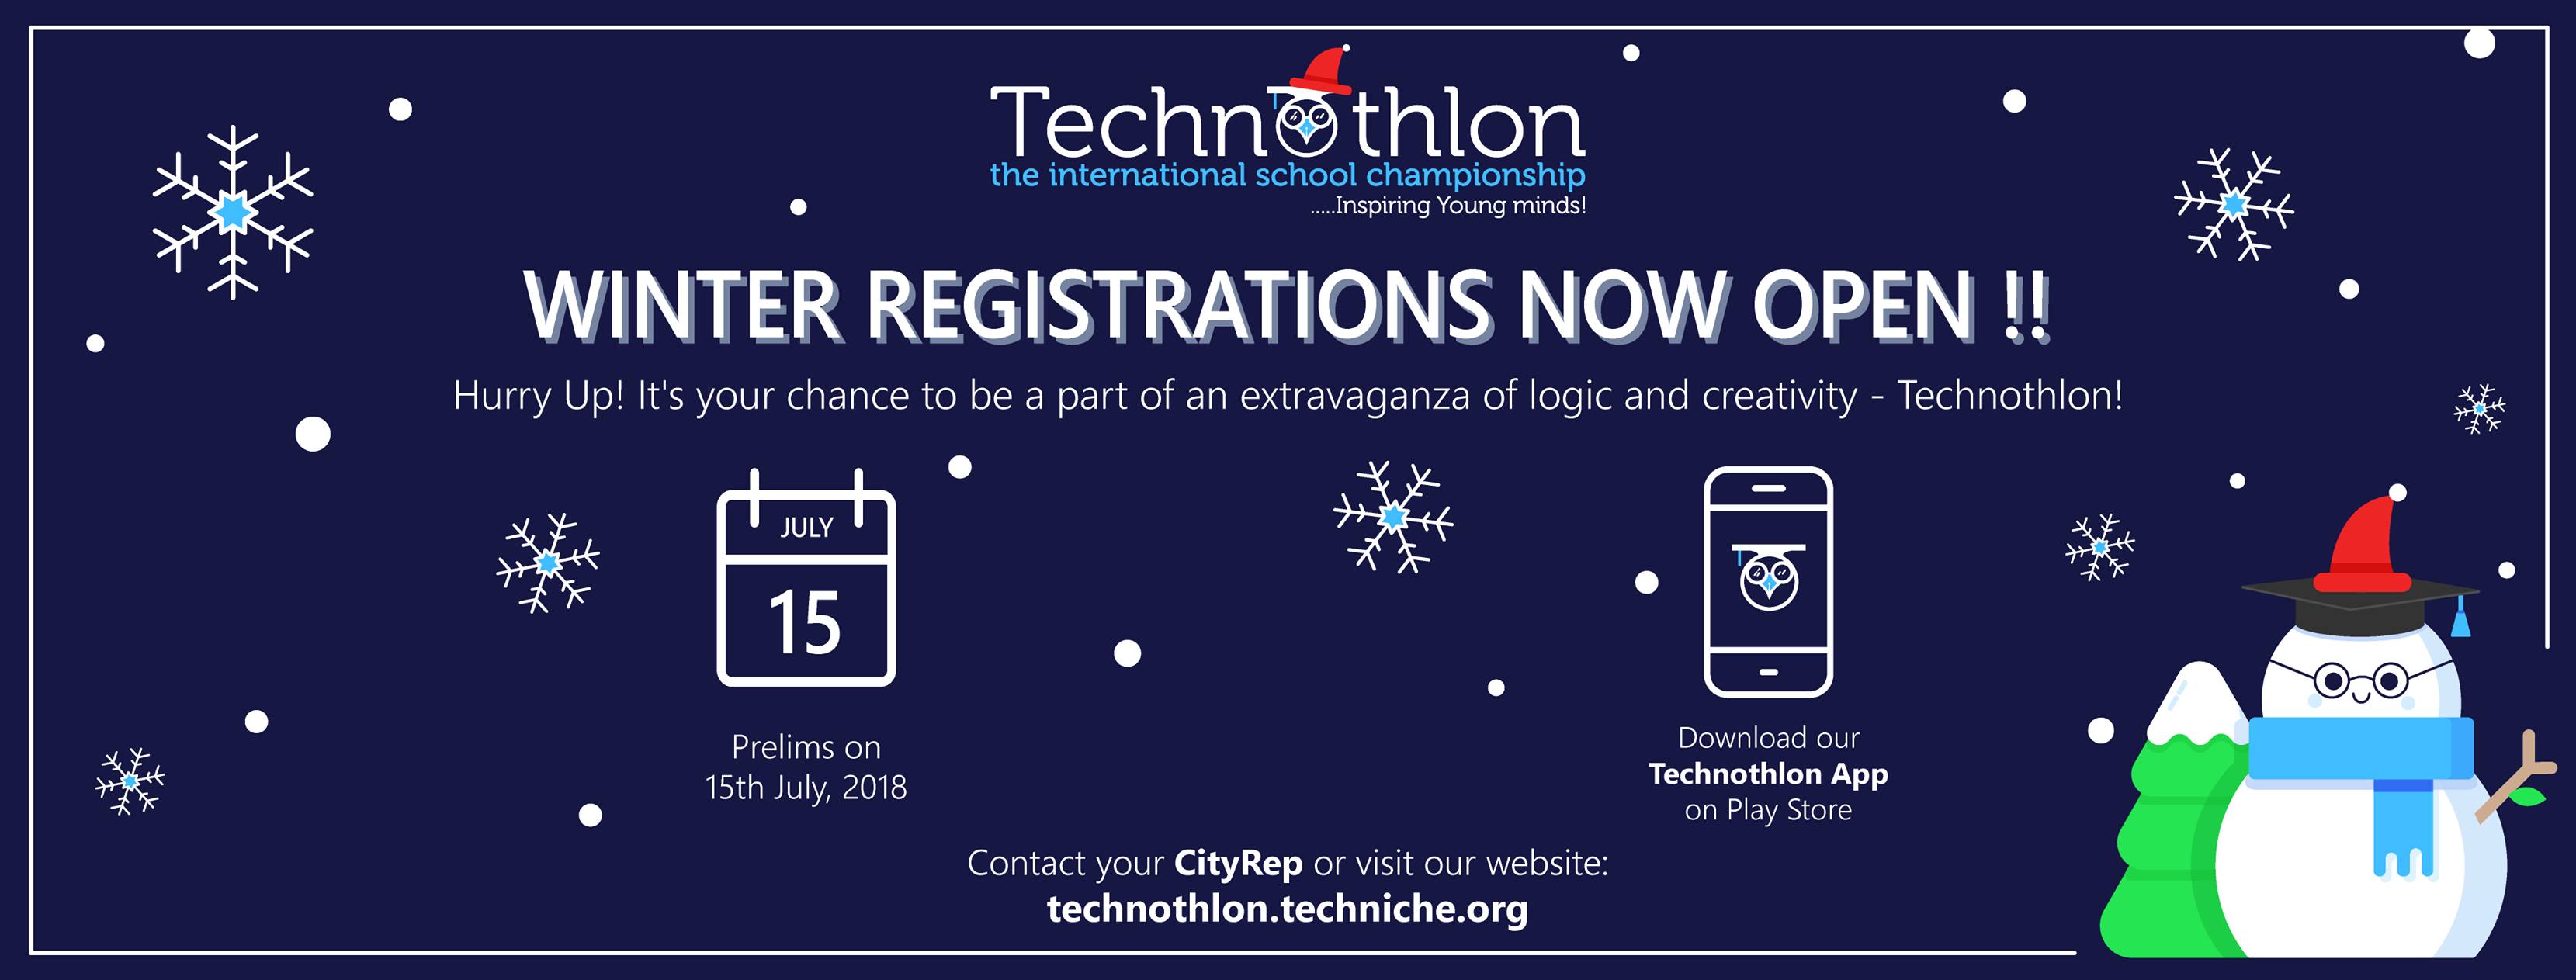 Technothlon
the international school championship
.....Inspiring Young minds!
WINTER REGISTRATIONS NOW OPEN !!
Hurry Up! It's your chance to be a part of an extravaganza of logic and creativity - Technothlon!
JULY
15
Prelims on
15th July, 2018
Download our
Technothlon App
on Play Store
Contact your CityRep or visit our website:
technothlon.techniche.org